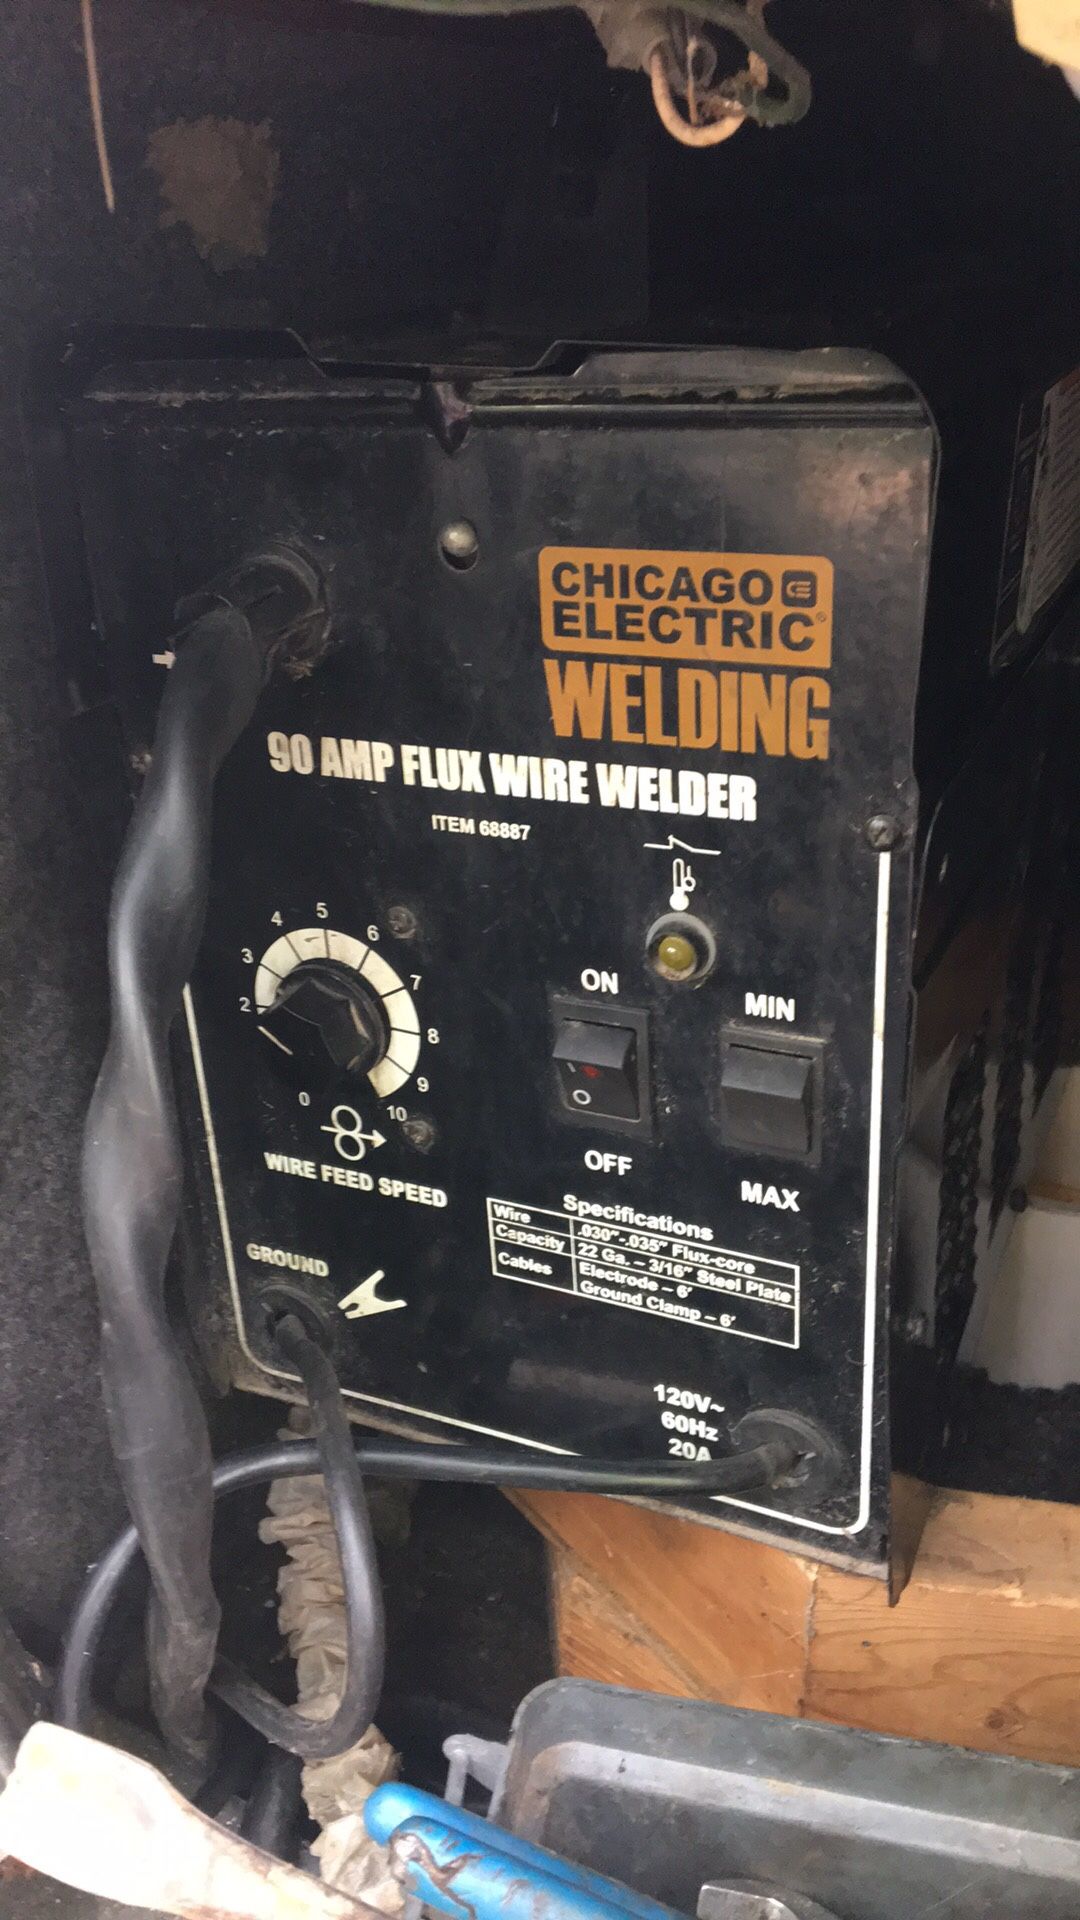 CHICAGO
ELECTRIC®
WELDING
90 AMP FLUX WIRE WELDER
ITEM 68887
0 2 3 4 5 6 7 8 9 10
WIRE FEED SPEED
ON
OFF
MIN
MAX
Specifications
Wire .030"-.035" Flux-core
Capacity 22 Ga. – 3/16" Steel Plate
Cables Electrode – 6'
Ground Clamp – 6'
GROUND
120V~
60Hz
20A